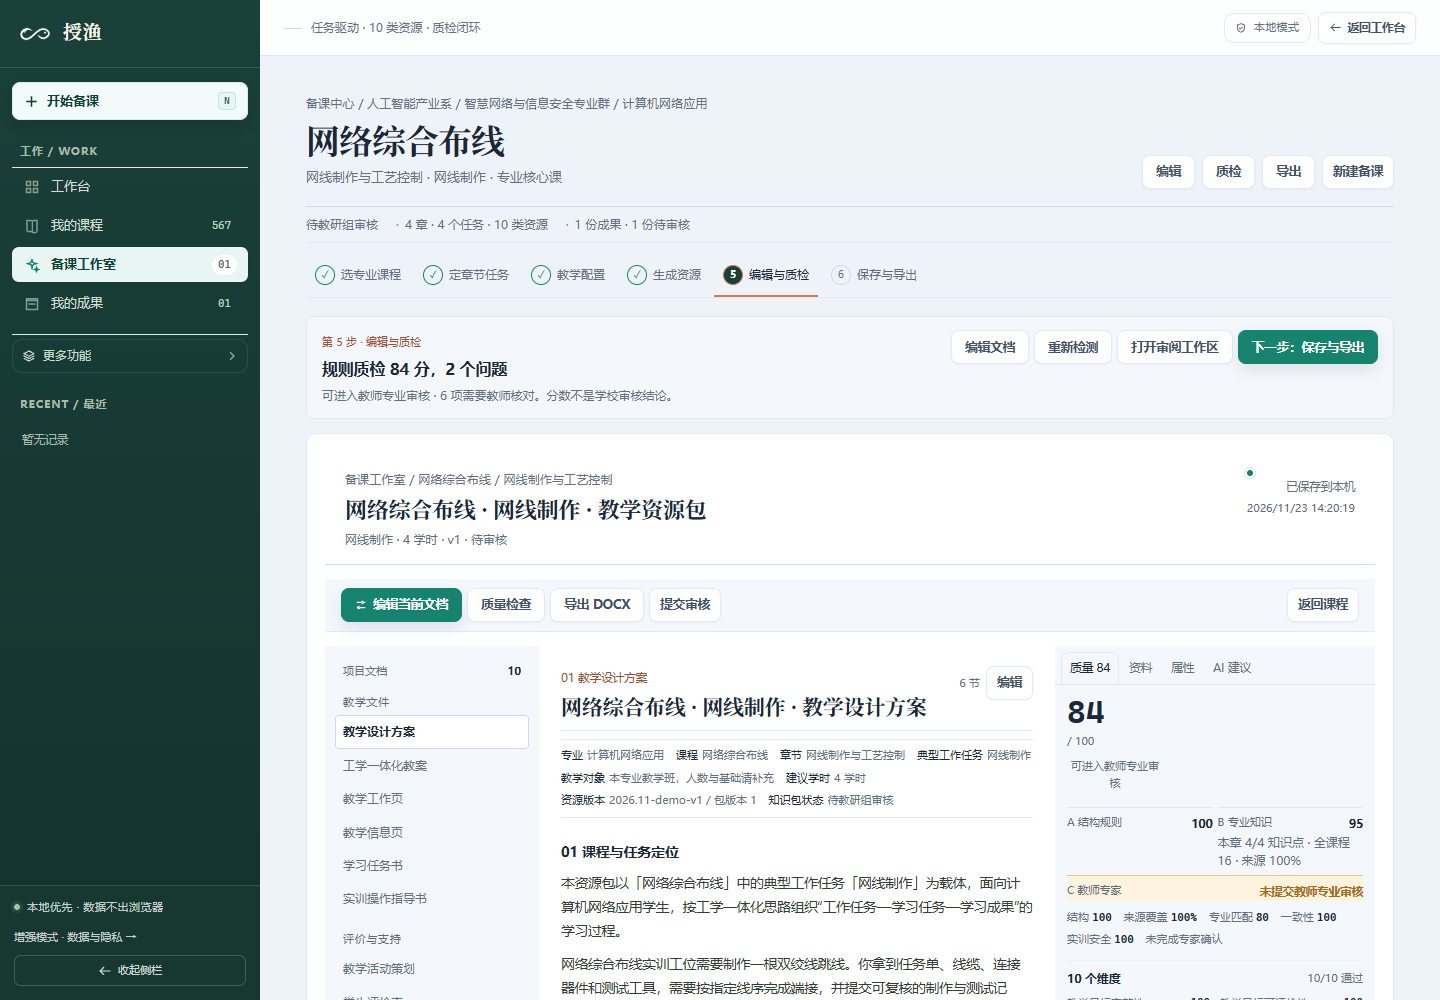 授渔
开始备课 N
工作 / WORK
工作台
我的课程 567
备课工作室 01
我的成果 01
更多功能
RECENT / 最近
暂无记录
本地优先 · 数据不出浏览器
增强模式 · 数据与隐私 →
← 收起侧栏
任务驱动 · 10 类资源 · 质检闭环
本地模式
← 返回工作台
备课中心 / 人工智能产业系 / 智慧网络与信息安全专业群 / 计算机网络应用
网络综合布线
网线制作与工艺控制 · 网线制作 · 专业核心课
编辑
质检
导出
新建备课
待教研组审核 · 4 章 · 4 个任务 · 10 类资源 · 1 份成果 · 1 份待审核
✓ 选专业课程
✓ 定章节任务
✓ 教学配置
✓ 生成资源
5 编辑与质检
6 保存与导出
第 5 步 · 编辑与质检
规则质检 84 分，2 个问题
可进入教师专业审核 · 6 项需要教师核对。分数不是学校审核结论。
编辑文档
重新检测
打开审阅工作区
下一步：保存与导出
备课工作室 / 网络综合布线 / 网线制作与工艺控制
网络综合布线 · 网线制作 · 教学资源包
网线制作 · 4 学时 · v1 · 待审核
已保存到本机
2026/11/23 14:20:19
编辑当前文档
质量检查
导出 DOCX
提交审核
返回课程
项目文档 10
教学文件
教学设计方案
工学一体化教案
教学工作页
教学信息页
学习任务书
实训操作指导书
评价与支持
教学活动策划
01 教学设计方案
网络综合布线 · 网线制作 · 教学设计方案
6 节
编辑
专业 计算机网络应用 课程 网络综合布线 章节 网线制作与工艺控制 典型工作任务 网线制作
教学对象 本专业教学班，人数与基础请补充 建议学时 4 学时
资源版本 2026.11-demo-v1 / 包版本 1 知识包状态 待教研组审核
01 课程与任务定位
本资源包以「网络综合布线」中的典型工作任务「网线制作」为载体，面向计
算机网络应用学生，按工学一体化思路组织“工作任务—学习任务—学习成果”的
学习过程。
网络综合布线实训工位需要制作一根双绞线跳线。你拿到任务单、线缆、连接
器件和测试工具，需要按指定线序完成端接，并提交可复核的制作与测试记
质量 84
资料
属性
AI 建议
84
/ 100
可进入教师专业审
核
A 结构规则 100
B 专业知识 95
本章 4/4 知识点 · 全课程
16 · 来源 100%
C 教师专家 未提交教师专业审核
结构 100 来源覆盖 100% 专业匹配 80 一致性 100
实训安全 100 未完成专家确认
10 个维度 10/10 通过